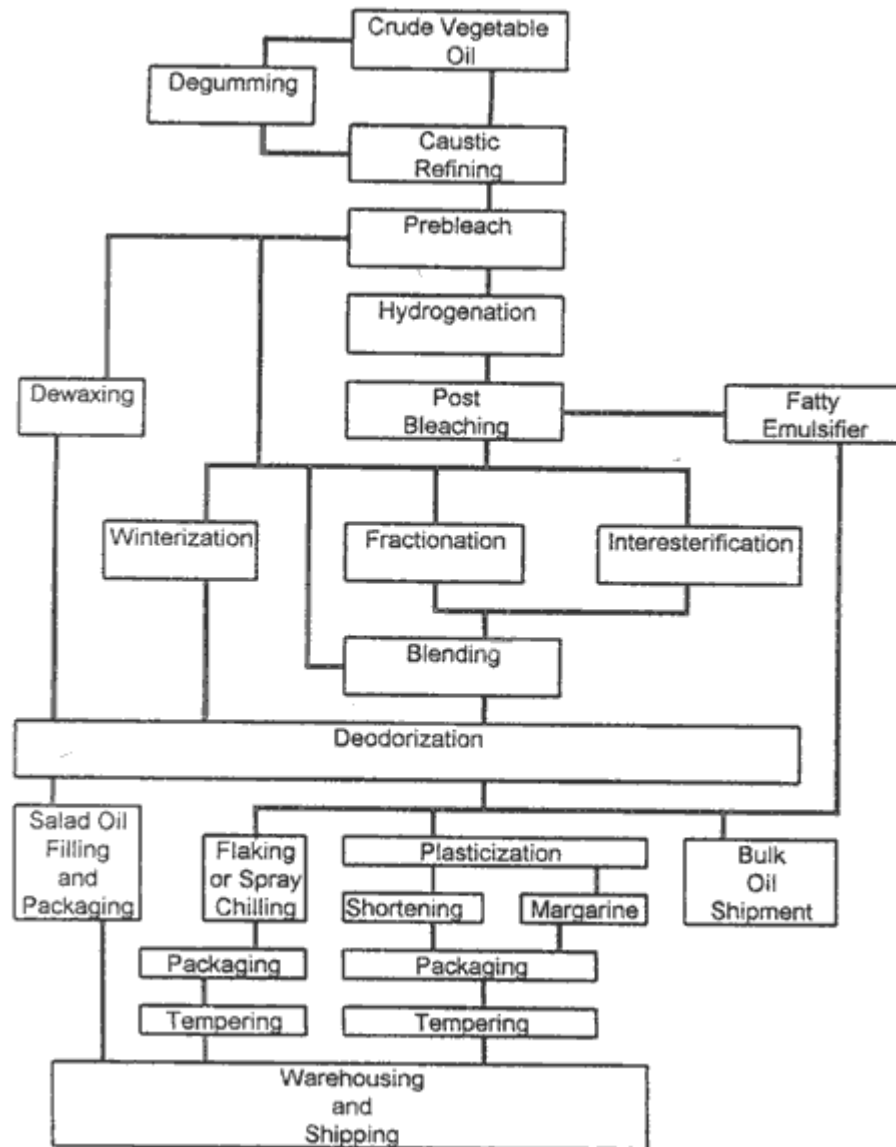 Crude Vegetable
Oil
Degumming
Caustic
Refining
Prebleach
Hydrogenation
Dewaxing
Post
Bleaching
Fatty
Emulsifier
Winterization
Fractionation
Interesterification
Blending
Deodorization
Salad Oil
Filling
and
Packaging
Flaking
or Spray
Chilling
Plasticization
Shortening
Margarine
Bulk
Oil
Shipment
Packaging
Packaging
Tempering
Tempering
Warehousing
and
Shipping